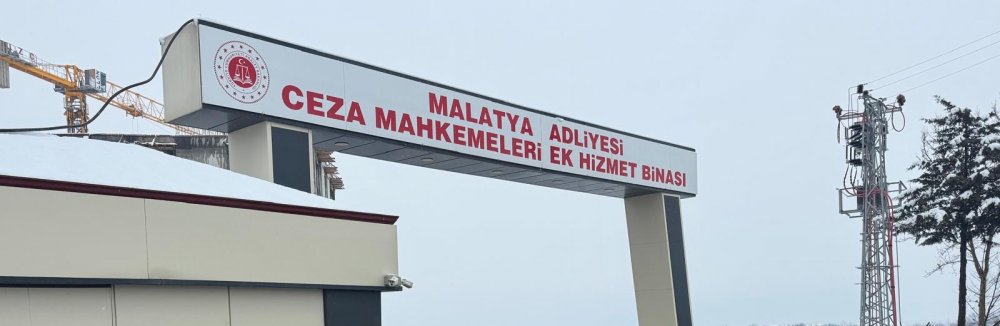 MALATYA ADLİYESİ
CEZA MAHKEMELERİ EK HİZMET BİNASI